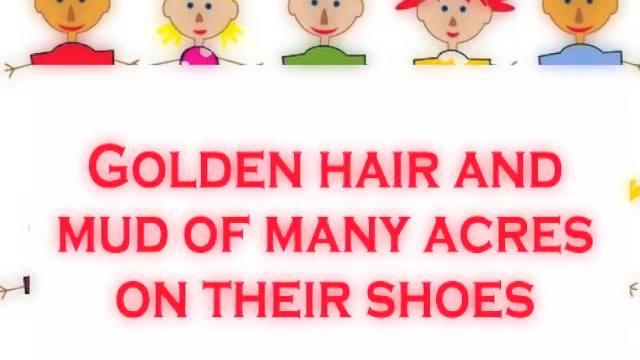 Golden hair and
mud of many acres
on their shoes